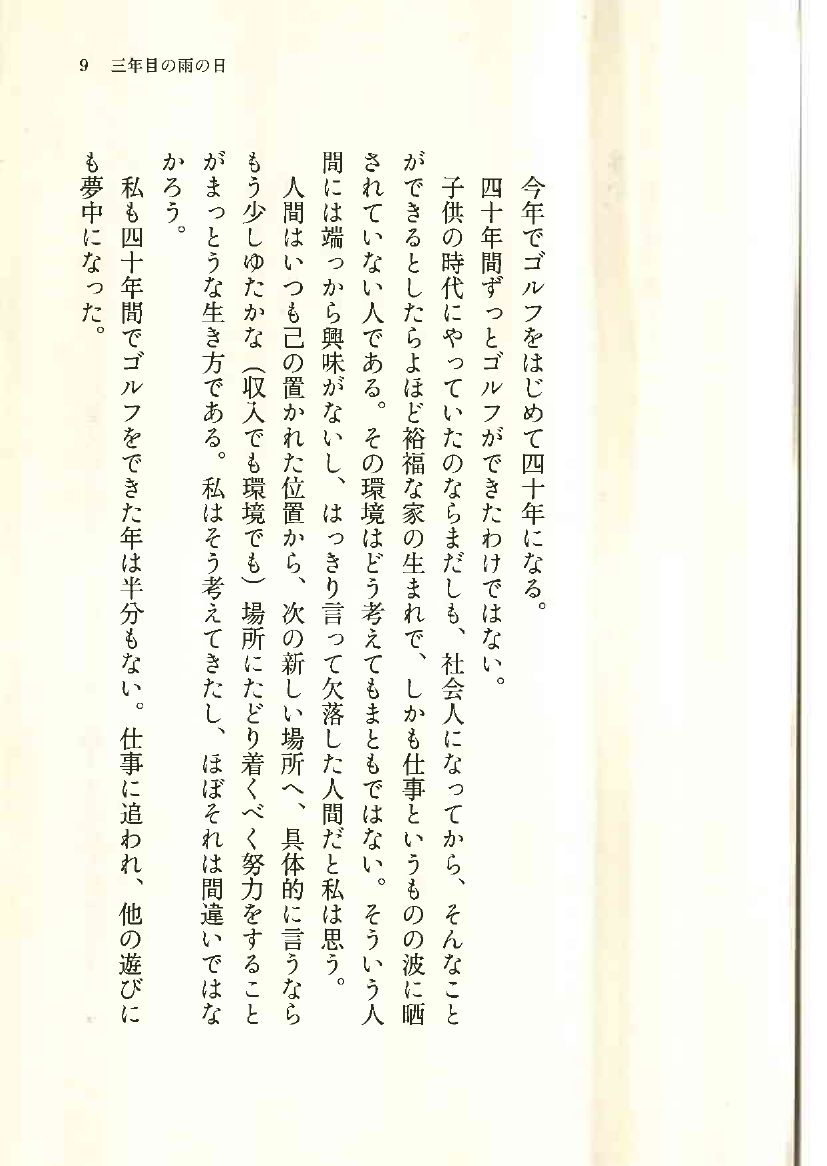 9 三年目の雨の日
今年でゴルフをはじめて四十年になる。
四十年間ずっとゴルフができたわけではない。
子供の時代にやっていたのならまだしも、社会人になってから、そんなこと
ができるとしたらよほど裕福な家の生まれで、しかも仕事というものの波に晒
されていない人である。その環境はどう考えてもまともではない。そういう人
間には端っから興味がないし、はっきり言って欠落した人間だと私は思う。
人間はいつも己の置かれた位置から、次の新しい場所へ、具体的に言うなら
もう少しゆたかな（収入でも環境でも）場所にたどり着くべく努力をすること
がまっとうな生き方である。私はそう考えてきたし、ほぼそれは間違いではな
かろう。
私も四十年間でゴルフをできた年は半分もない。仕事に追われ、他の遊びに
も夢中になった。